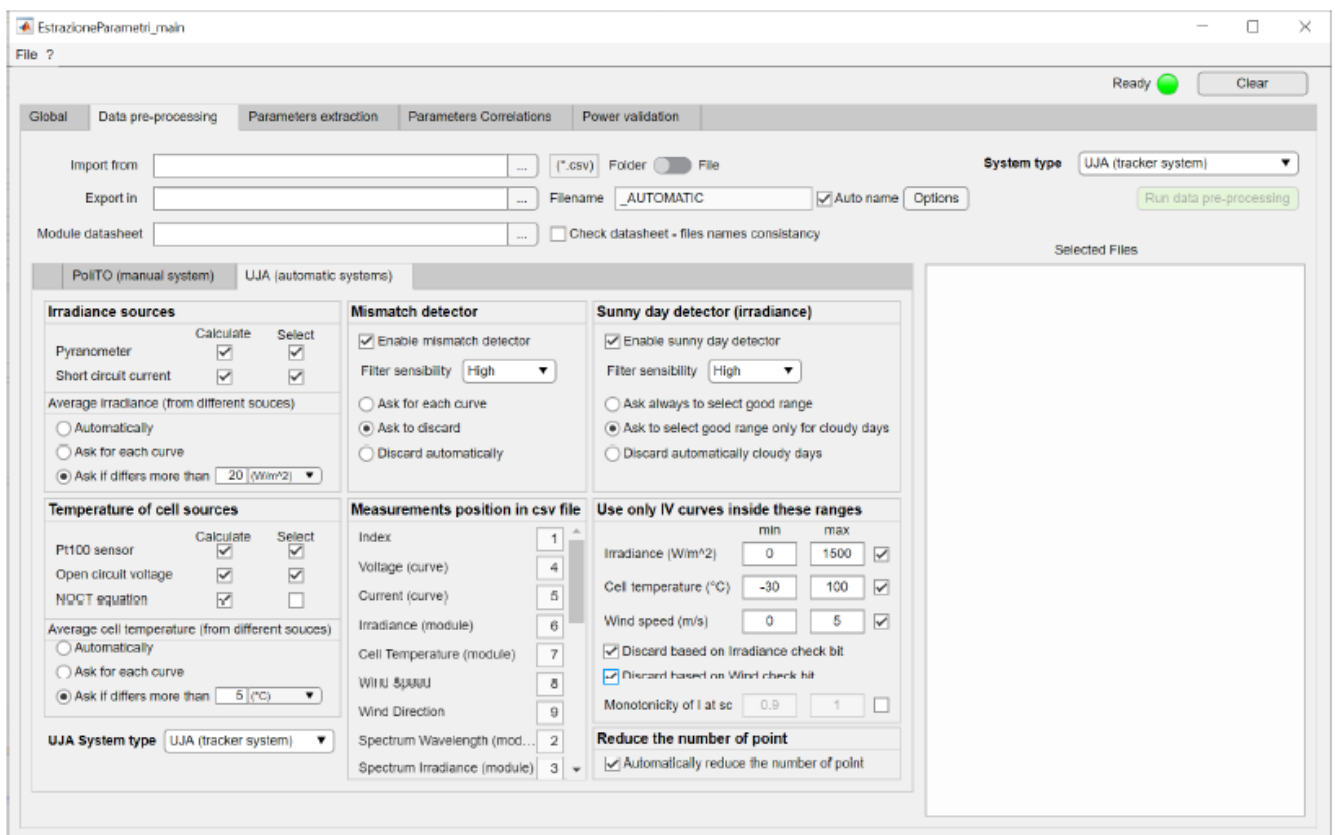 EstrazioneParametri_main
File ?
Ready Clear
Global Data pre-processing Parameters extraction Parameters Correlations Power validation
Import from ... (*.csv) Folder File System type UJA (tracker system)
Export in ... Filename _AUTOMATIC Auto name Options Run data pre-processing
Module datasheet ... Check datasheet - files names consistancy
Selected Files
PoliTO (manual system) UJA (automatic systems)
Irradiance sources
Calculate Select
Pyranometer
Short circuit current
Average irradiance (from different souces)
Automatically
Ask for each curve
Ask if differs more than 20 (W/m^2)
Mismatch detector
Enable mismatch detector
Filter sensibility High
Ask for each curve
Ask to discard
Discard automatically
Sunny day detector (irradiance)
Enable sunny day detector
Filter sensibility High
Ask always to select good range
Ask to select good range only for cloudy days
Discard automatically cloudy days
Temperature of cell sources
Calculate Select
Pt100 sensor
Open circuit voltage
NOCT equation
Average cell temperature (from different souces)
Automatically
Ask for each curve
Ask if differs more than 5 (°C)
UJA System type UJA (tracker system)
Measurements position in csv file
Index 1
Voltage (curve) 4
Current (curve) 5
Irradiance (module) 6
Cell Temperature (module) 7
Wind Speed 8
Wind Direction 9
Spectrum Wavelength (mod... 2
Spectrum Irradiance (module) 3
Use only IV curves inside these ranges
min max
Irradiance (W/m^2) 0 1500
Cell temperature (°C) -30 100
Wind speed (m/s) 0 5
Discard based on Irradiance check bit
Discard based on Wind check bit
Monotonicity of I at sc 0.9 1
Reduce the number of point
Automatically reduce the number of point